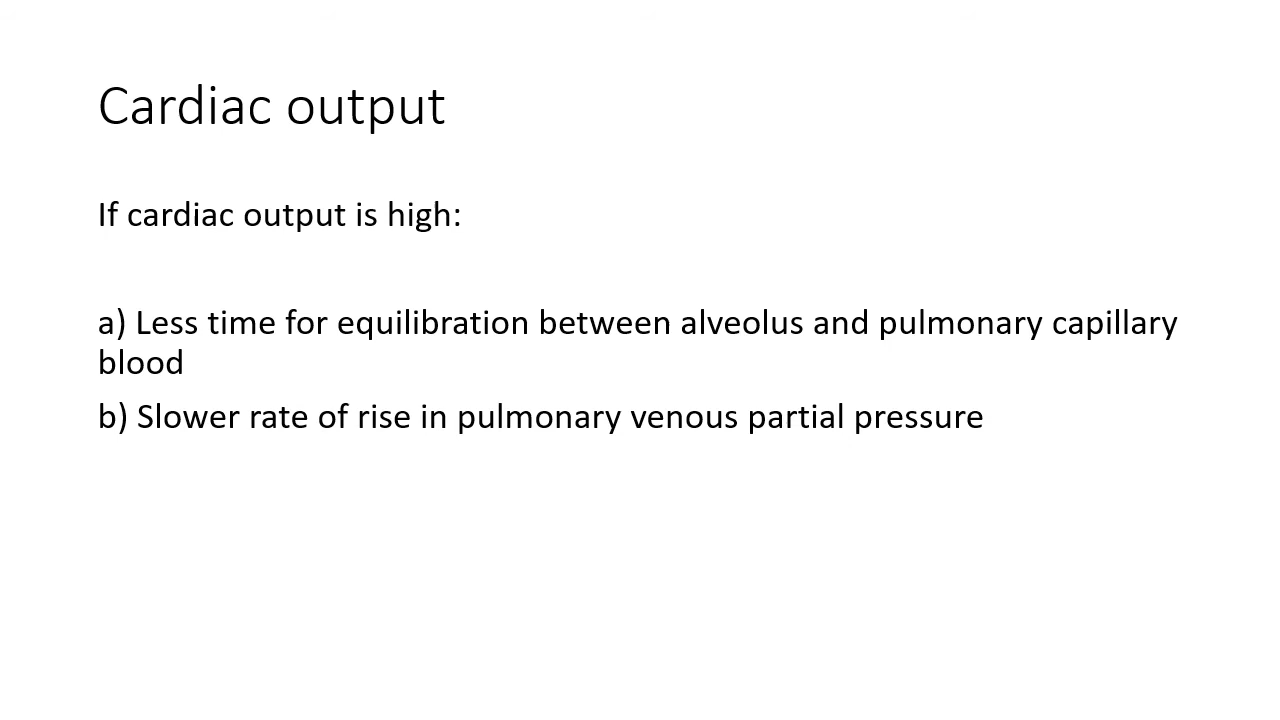 Cardiac output
If cardiac output is high:
a) Less time for equilibration between alveolus and pulmonary capillary
blood
b) Slower rate of rise in pulmonary venous partial pressure